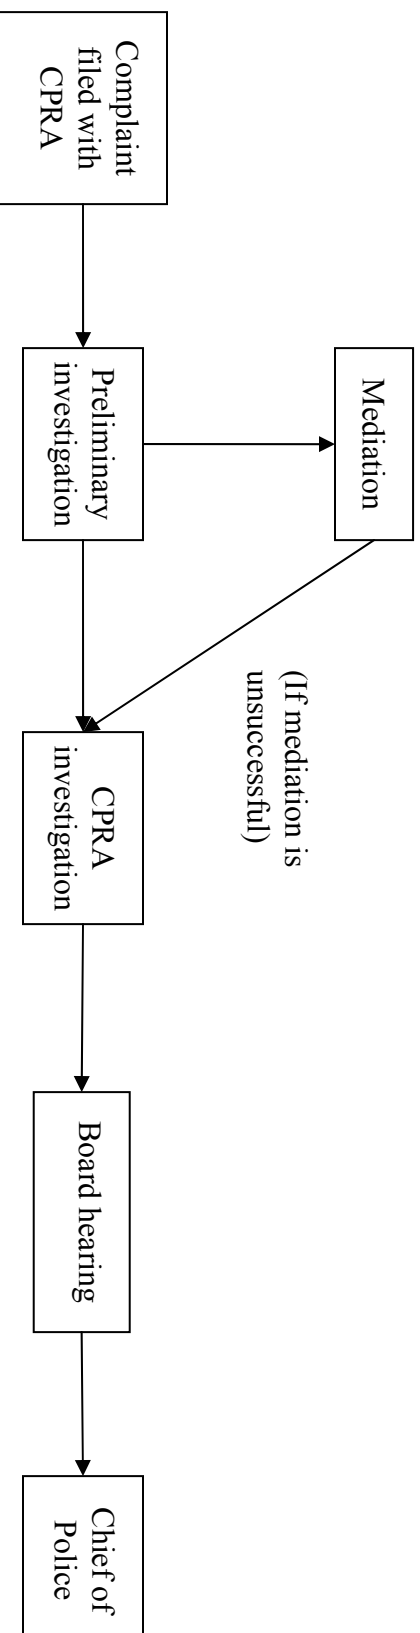 Complaint
filed with
CPRA
Preliminary
investigation
Mediation
(If mediation is
unsuccessful)
CPRA
investigation
Board hearing
Chief of
Police